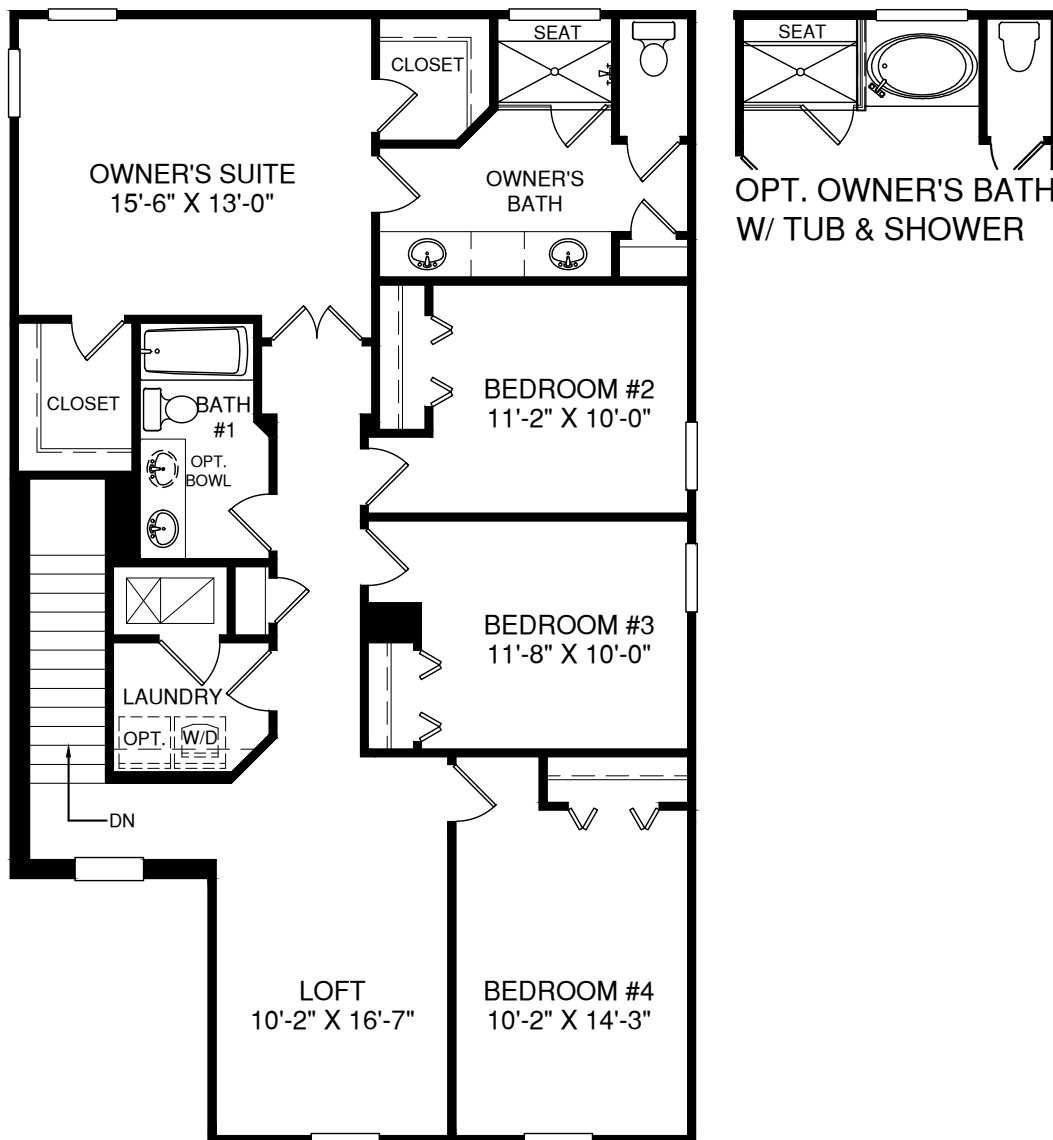 CLOSET
SEAT
OWNER'S SUITE
15'-6" X 13'-0"
OWNER'S
BATH
SEAT
OPT. OWNER'S BATH
W/ TUB & SHOWER
CLOSET
BATH
#1
OPT.
BOWL
BEDROOM #2
11'-2" X 10'-0"
BEDROOM #3
11'-8" X 10'-0"
LAUNDRY
OPT.
W/D
DN
LOFT
10'-2" X 16'-7"
BEDROOM #4
10'-2" X 14'-3"